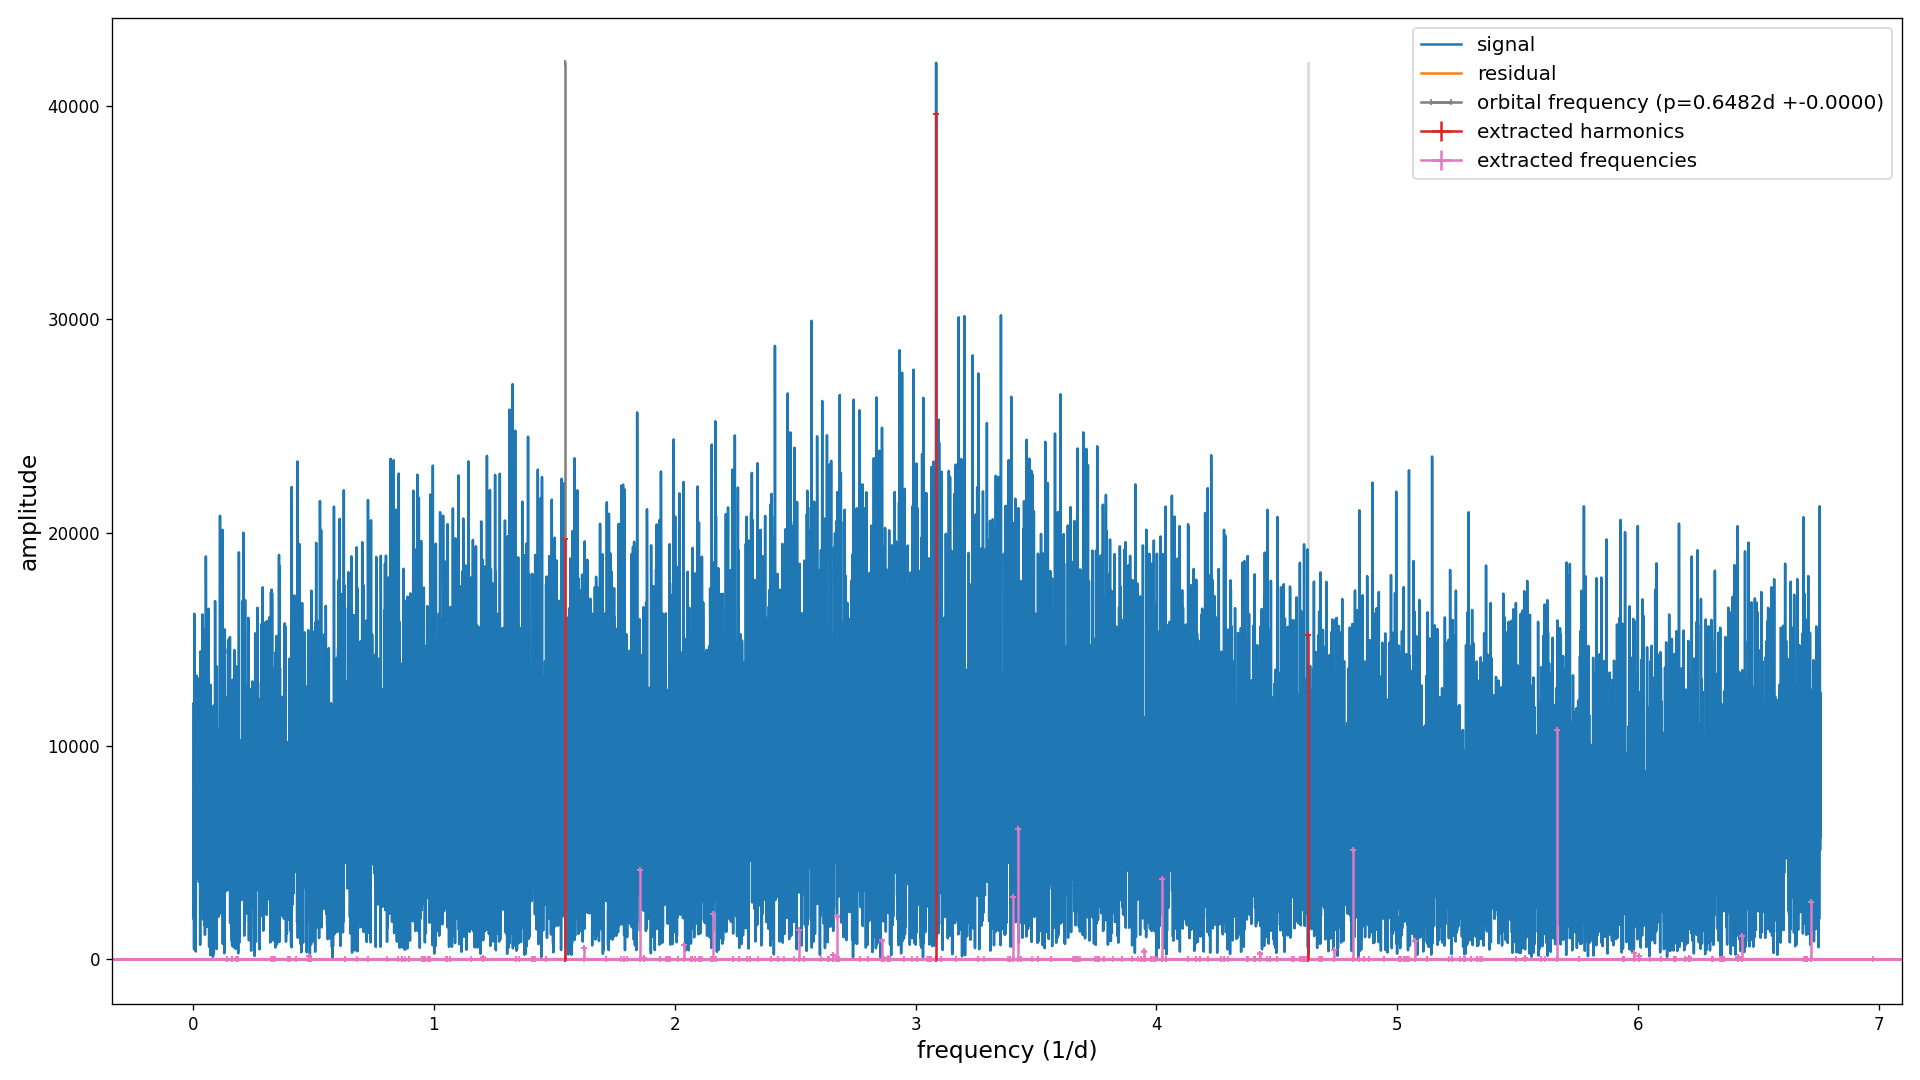 signal
residual
orbital frequency (p=0.6482d +-0.0000)
extracted harmonics
extracted frequencies
amplitude
40000
30000
20000
10000
0
0 1 2 3 4 5 6 7
frequency (1/d)